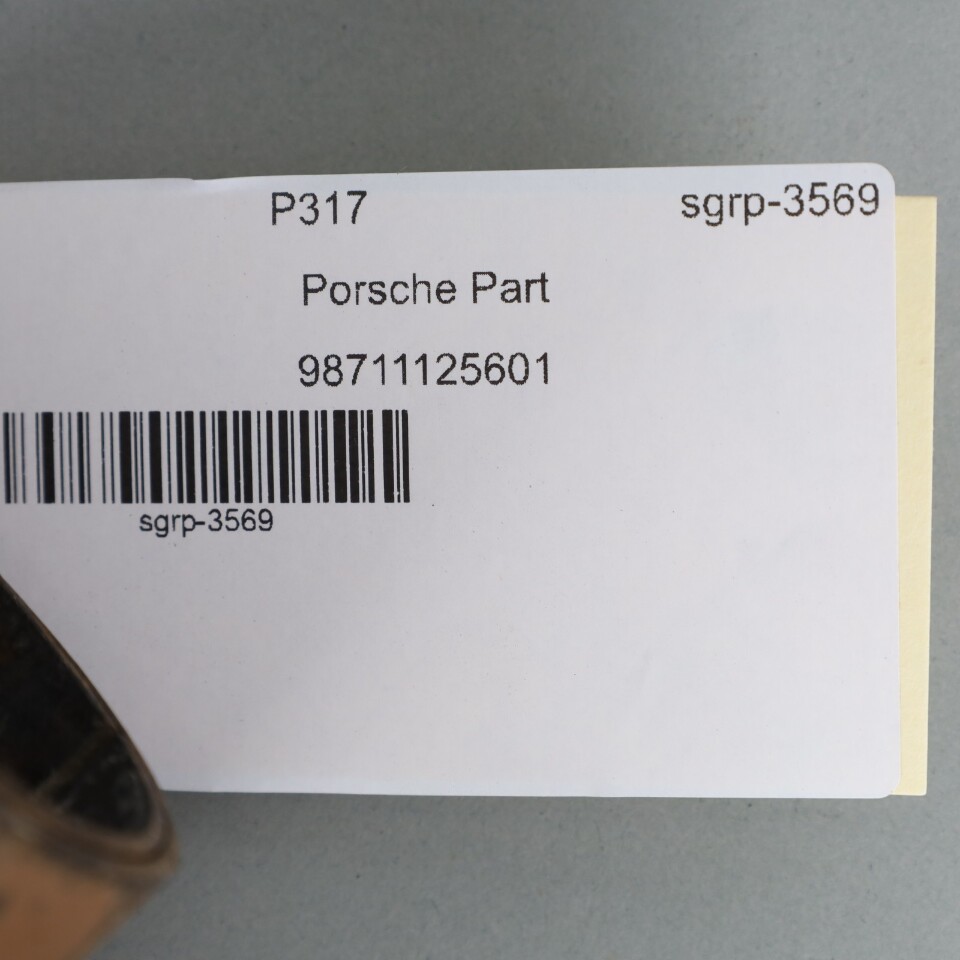 P317 sgrp-3569
Porsche Part
98711125601
sgrp-3569